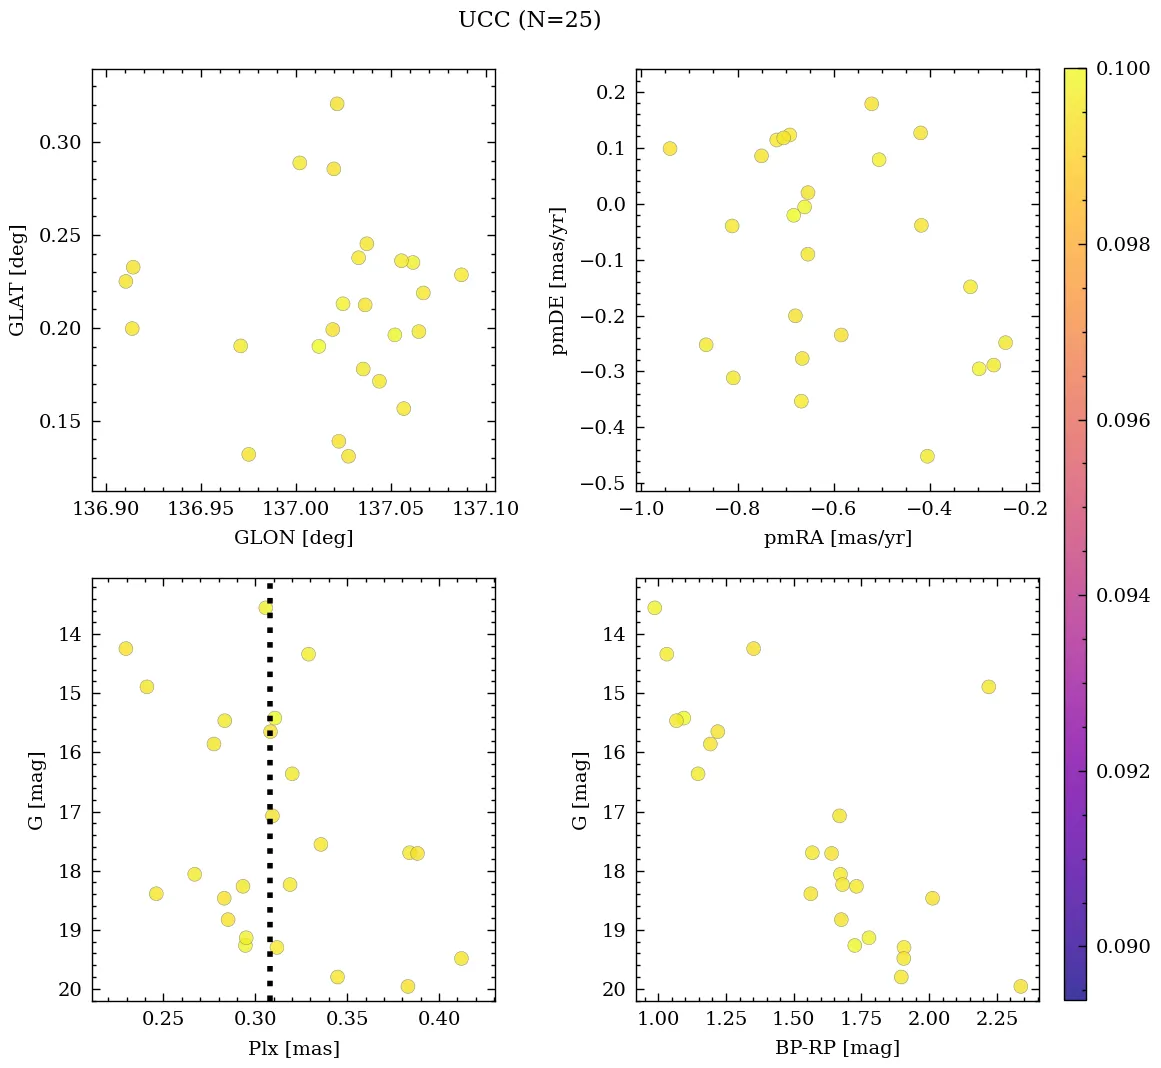 UCC (N=25)
0.30
0.25
0.20
0.15
GLAT [deg]
136.90 136.95 137.00 137.05 137.10
GLON [deg]
0.2
0.1
0.0
−0.1
−0.2
−0.3
−0.4
−0.5
pmDE [mas/yr]
−1.0 −0.8 −0.6 −0.4 −0.2
pmRA [mas/yr]
14
15
16
17
18
19
20
G [mag]
0.25 0.30 0.35 0.40
Plx [mas]
14
15
16
17
18
19
20
G [mag]
1.00 1.25 1.50 1.75 2.00 2.25
BP-RP [mag]
0.100
0.098
0.096
0.094
0.092
0.090